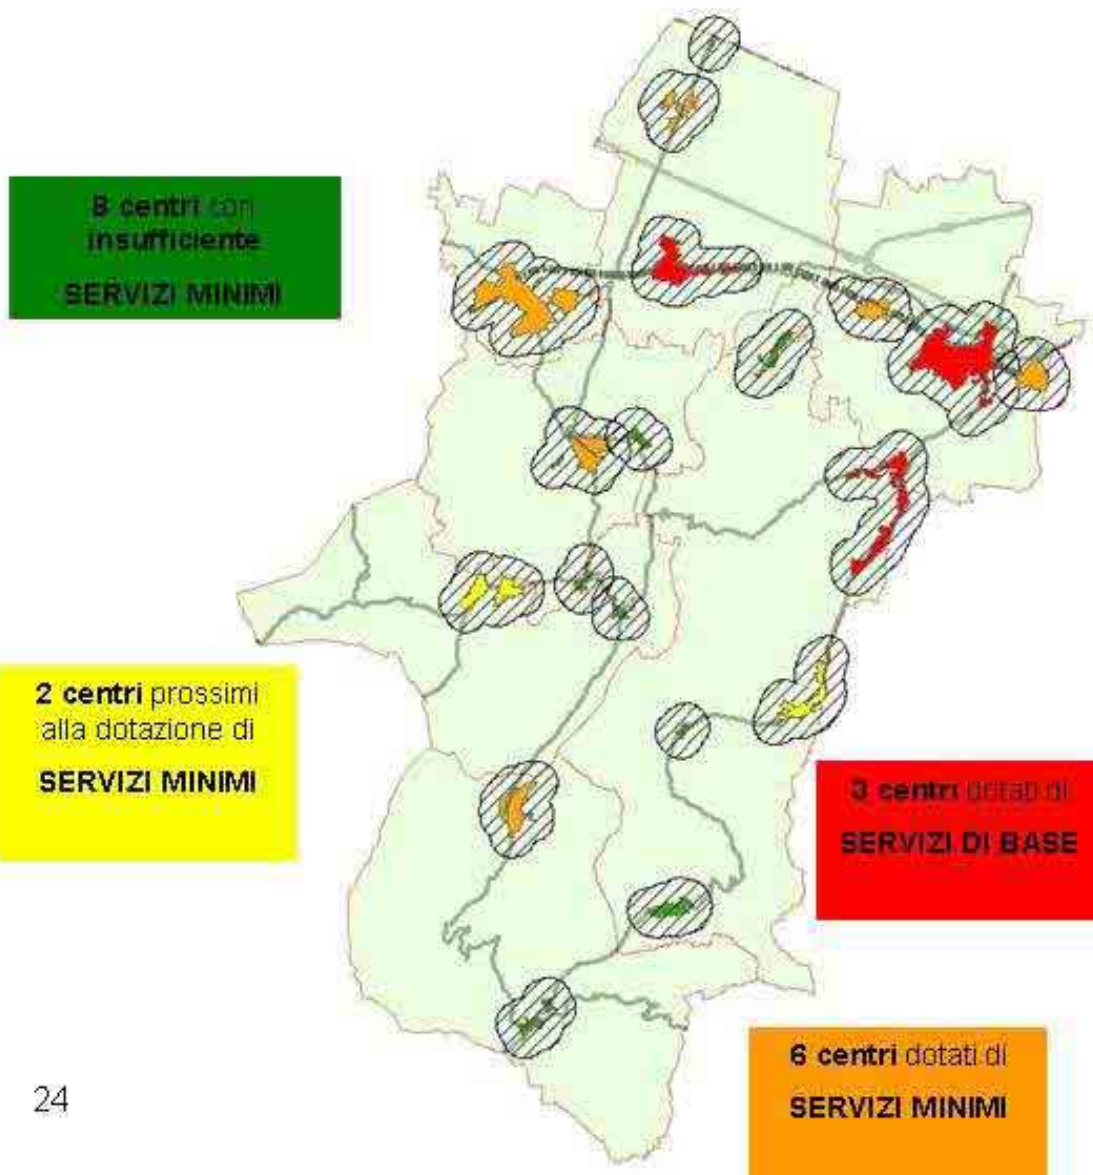 8 centri con
insufficiente
SERVIZI MINIMI
2 centri prossimi
alla dotazione di
SERVIZI MINIMI
3 centri dotati di
SERVIZI DI BASE
6 centri dotati di
SERVIZI MINIMI
24